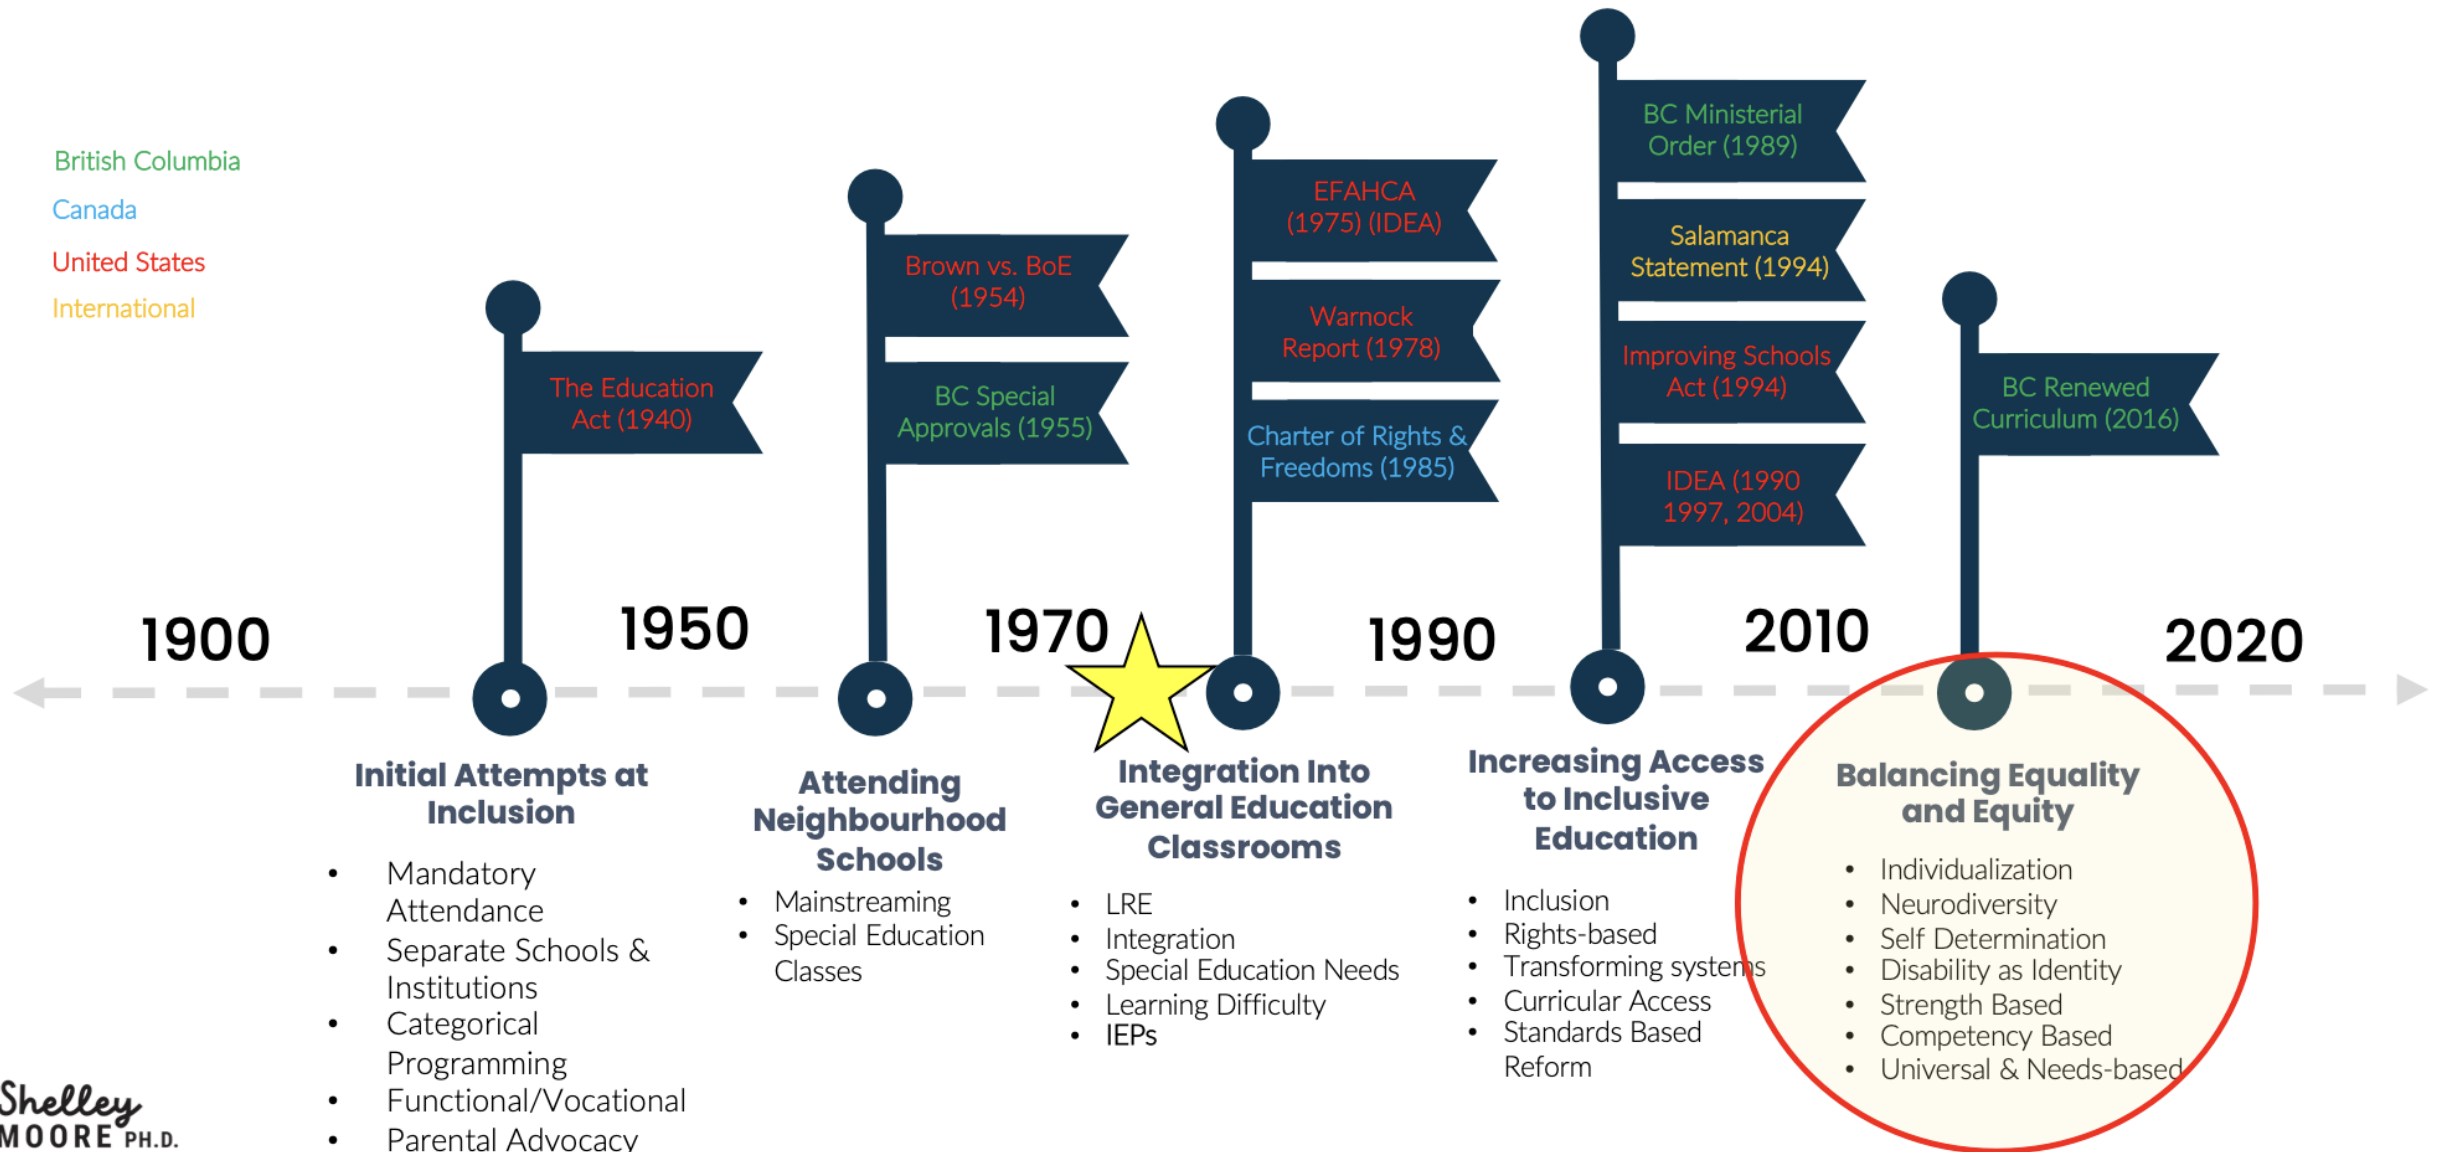 British Columbia
Canada
United States
International
The Education
Act (1940)
Brown vs. BoE
(1954)
BC Special
Approvals (1955)
EFAHCA
(1975) (IDEA)
Warnock
Report (1978)
Charter of Rights &
Freedoms (1985)
BC Ministerial
Order (1989)
Salamanca
Statement (1994)
Improving Schools
Act (1994)
IDEA (1990
1997, 2004)
BC Renewed
Curriculum (2016)
1900
1950
1970
1990
2010
2020
Initial Attempts at
Inclusion
• Mandatory
Attendance
• Separate Schools &
Institutions
• Categorical
Programming
• Functional/Vocational
• Parental Advocacy
Attending
Neighbourhood
Schools
• Mainstreaming
• Special Education
Classes
Integration Into
General Education
Classrooms
• LRE
• Integration
• Special Education Needs
• Learning Difficulty
• IEPs
Increasing Access
to Inclusive
Education
• Inclusion
• Rights-based
• Transforming systems
• Curricular Access
• Standards Based
Reform
Balancing Equality
and Equity
• Individualization
• Neurodiversity
• Self Determination
• Disability as Identity
• Strength Based
• Competency Based
• Universal & Needs-based
Shelley
MOORE PH.D.